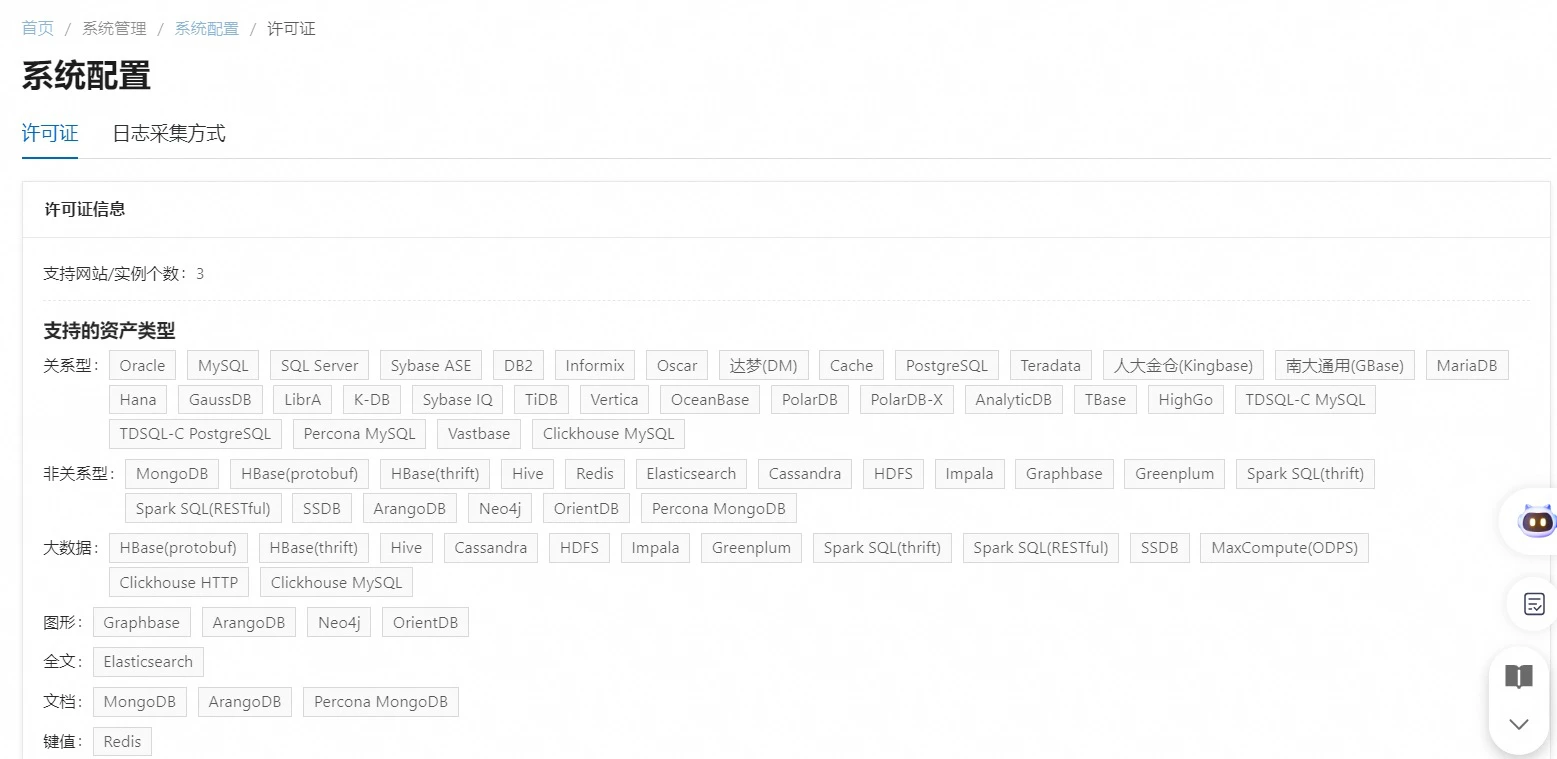 首页 / 系统管理 / 系统配置 / 许可证
系统配置
许可证 日志采集方式
许可证信息
支持网站/实例个数: 3
支持的资产类型
关系型: Oracle MySQL SQL Server Sybase ASE DB2 Informix Oscar 达梦(DM) Cache PostgreSQL Teradata 人大金仓(Kingbase) 南大通用(GBase) MariaDB
Hana GaussDB LibrA K-DB Sybase IQ TiDB Vertica OceanBase PolarDB PolarDB-X AnalyticDB TBase HighGo TDSQL-C MySQL
TDSQL-C PostgreSQL Percona MySQL Vastbase Clickhouse MySQL
非关系型: MongoDB HBase(protobuf) HBase(thrift) Hive Redis Elasticsearch Cassandra HDFS Impala Graphbase Greenplum Spark SQL(thrift)
Spark SQL(RESTful) SSDB ArangoDB Neo4j OrientDB Percona MongoDB
大数据: HBase(protobuf) HBase(thrift) Hive Cassandra HDFS Impala Greenplum Spark SQL(thrift) Spark SQL(RESTful) SSDB MaxCompute(ODPS)
Clickhouse HTTP Clickhouse MySQL
图形: Graphbase ArangoDB Neo4j OrientDB
全文: Elasticsearch
文档: MongoDB ArangoDB Percona MongoDB
键值: Redis